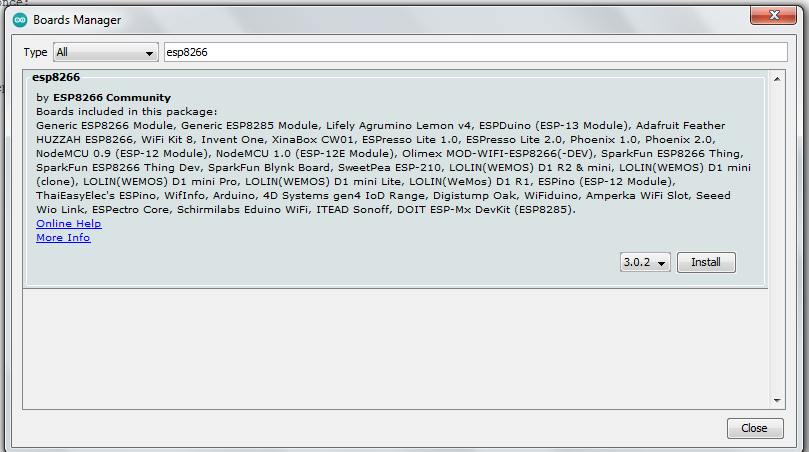 once:
Boards Manager
Type All esp8266
esp8266
by ESP8266 Community
Boards included in this package:
Generic ESP8266 Module, Generic ESP8285 Module, Lifely Agrumino Lemon v4, ESPDuino (ESP-13 Module), Adafruit Feather
HUZZAH ESP8266, WiFi Kit 8, Invent One, XinaBox CW01, ESPresso Lite 1.0, ESPresso Lite 2.0, Phoenix 1.0, Phoenix 2.0,
NodeMCU 0.9 (ESP-12 Module), NodeMCU 1.0 (ESP-12E Module), Olimex MOD-WIFI-ESP8266(-DEV), SparkFun ESP8266 Thing,
SparkFun ESP8266 Thing Dev, SparkFun Blynk Board, SweetPea ESP-210, LOLIN(WEMOS) D1 R2 & mini, LOLIN(WEMOS) D1 mini
(clone), LOLIN(WEMOS) D1 mini Pro, LOLIN(WEMOS) D1 mini Lite, LOLIN(WeMos) D1 R1, ESPino (ESP-12 Module),
ThaiEasyElec's ESPino, WifInfo, Arduino, 4D Systems gen4 IoD Range, Digistump Oak, WiFiduino, Amperka WiFi Slot, Seeed
Wio Link, ESPectro Core, Schirmilabs Eduino WiFi, ITEAD Sonoff, DOIT ESP-Mx DevKit (ESP8285).
Online Help
More Info
3.0.2 Install
Close